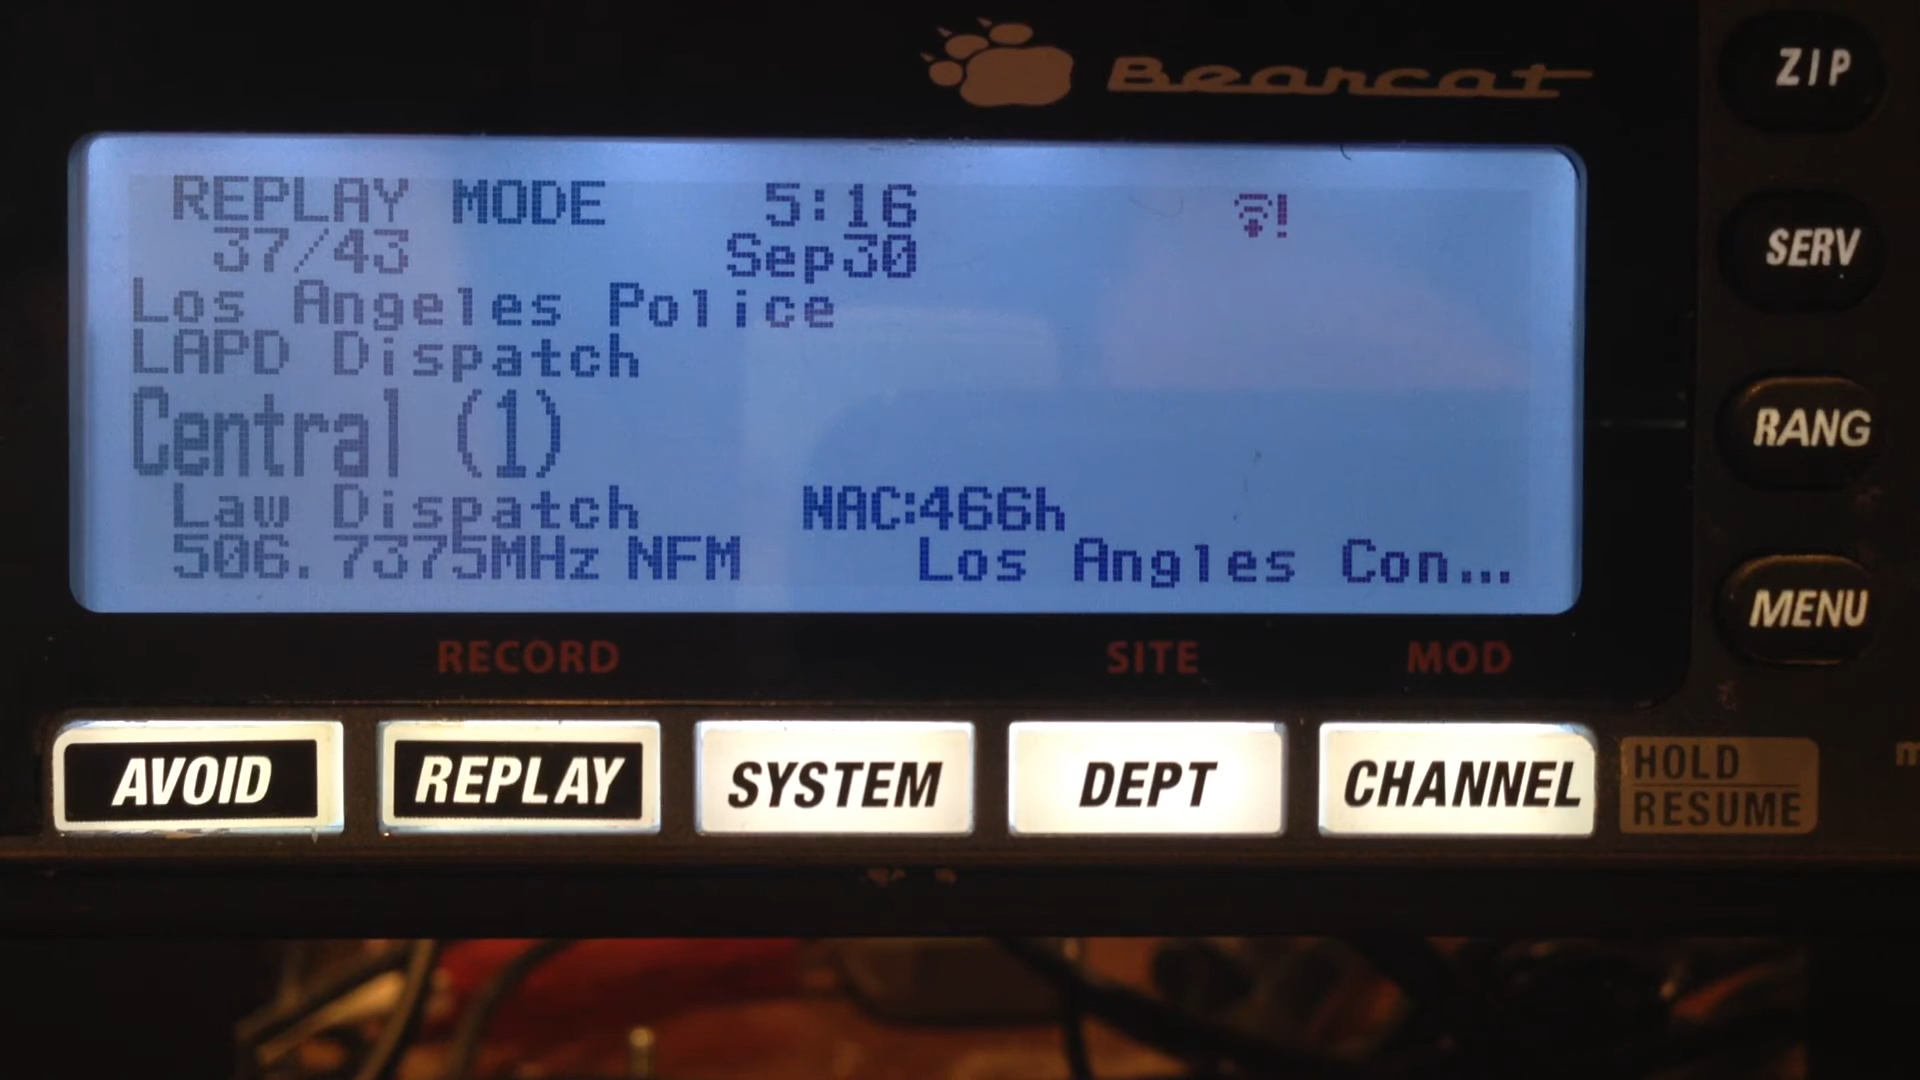 Bearcat
ZIP
REPLAY MODE 5:16
37/43 Sep30
SERV
Los Angeles Police
LAPD Dispatch
Central (1)
RANG
Law Dispatch NAC:466h
506.7375MHz NFM Los Angles Con...
MENU
RECORD SITE MOD
AVOID REPLAY SYSTEM DEPT CHANNEL
HOLD
RESUME